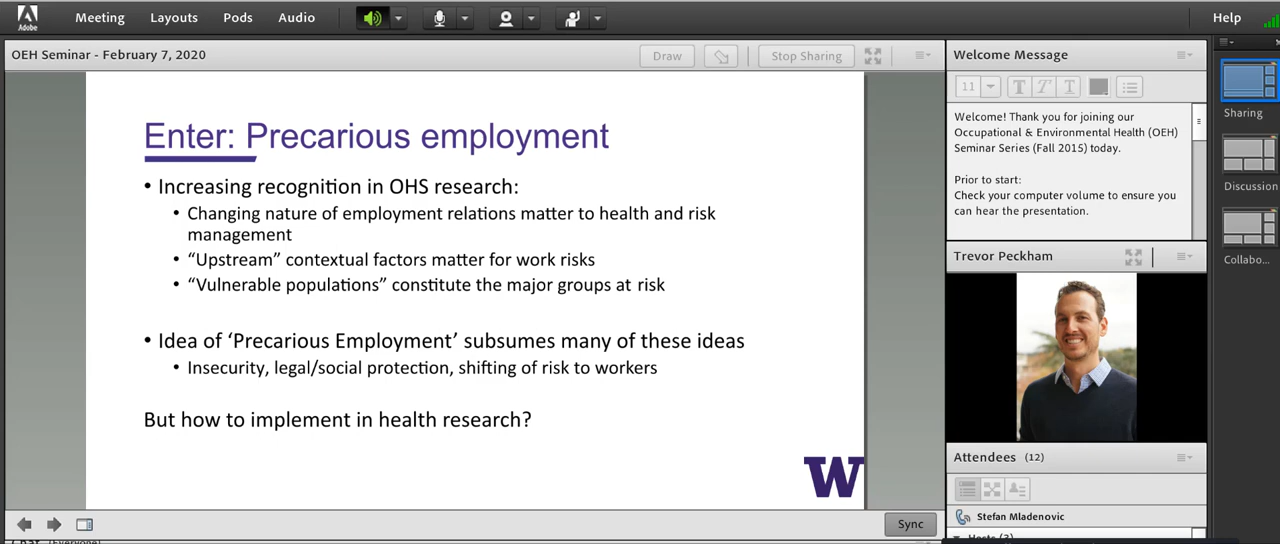 Adobe
Meeting
Layouts
Pods
Audio
Help
OEH Seminar - February 7, 2020
Draw
Stop Sharing
Enter: Precarious employment
• Increasing recognition in OHS research:
• Changing nature of employment relations matter to health and risk
management
• “Upstream” contextual factors matter for work risks
• “Vulnerable populations” constitute the major groups at risk
• Idea of ‘Precarious Employment’ subsumes many of these ideas
• Insecurity, legal/social protection, shifting of risk to workers
But how to implement in health research?
W
Sync
Chat (Everyone)
Welcome Message
11
T T T
Welcome! Thank you for joining our
Occupational & Environmental Health (OEH)
Seminar Series (Fall 2015) today.
Prior to start:
Check your computer volume to ensure you
can hear the presentation.
Trevor Peckham
Attendees (12)
Stefan Mladenovic
Hosts (3)
Sharing
Discussion
Collabo...